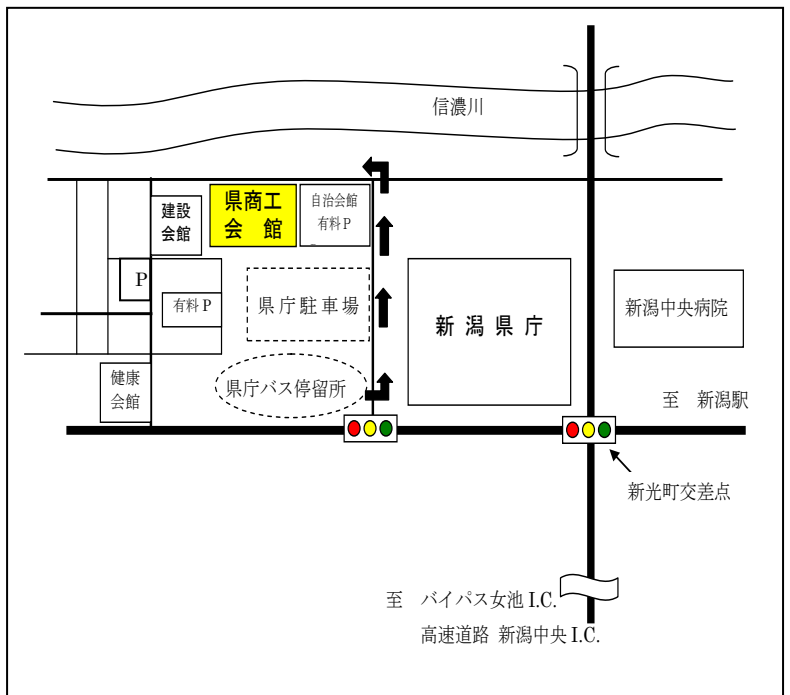 信濃川
建設
会館
県商工
会　館
自治会館
有料 P
P
有料 P
県庁駐車場
新 潟 県 庁
新潟中央病院
健康
会館
県庁バス停留所
至　新潟駅
新光町交差点
至　バイパス女池 I.C.
高速道路 新潟中央 I.C.